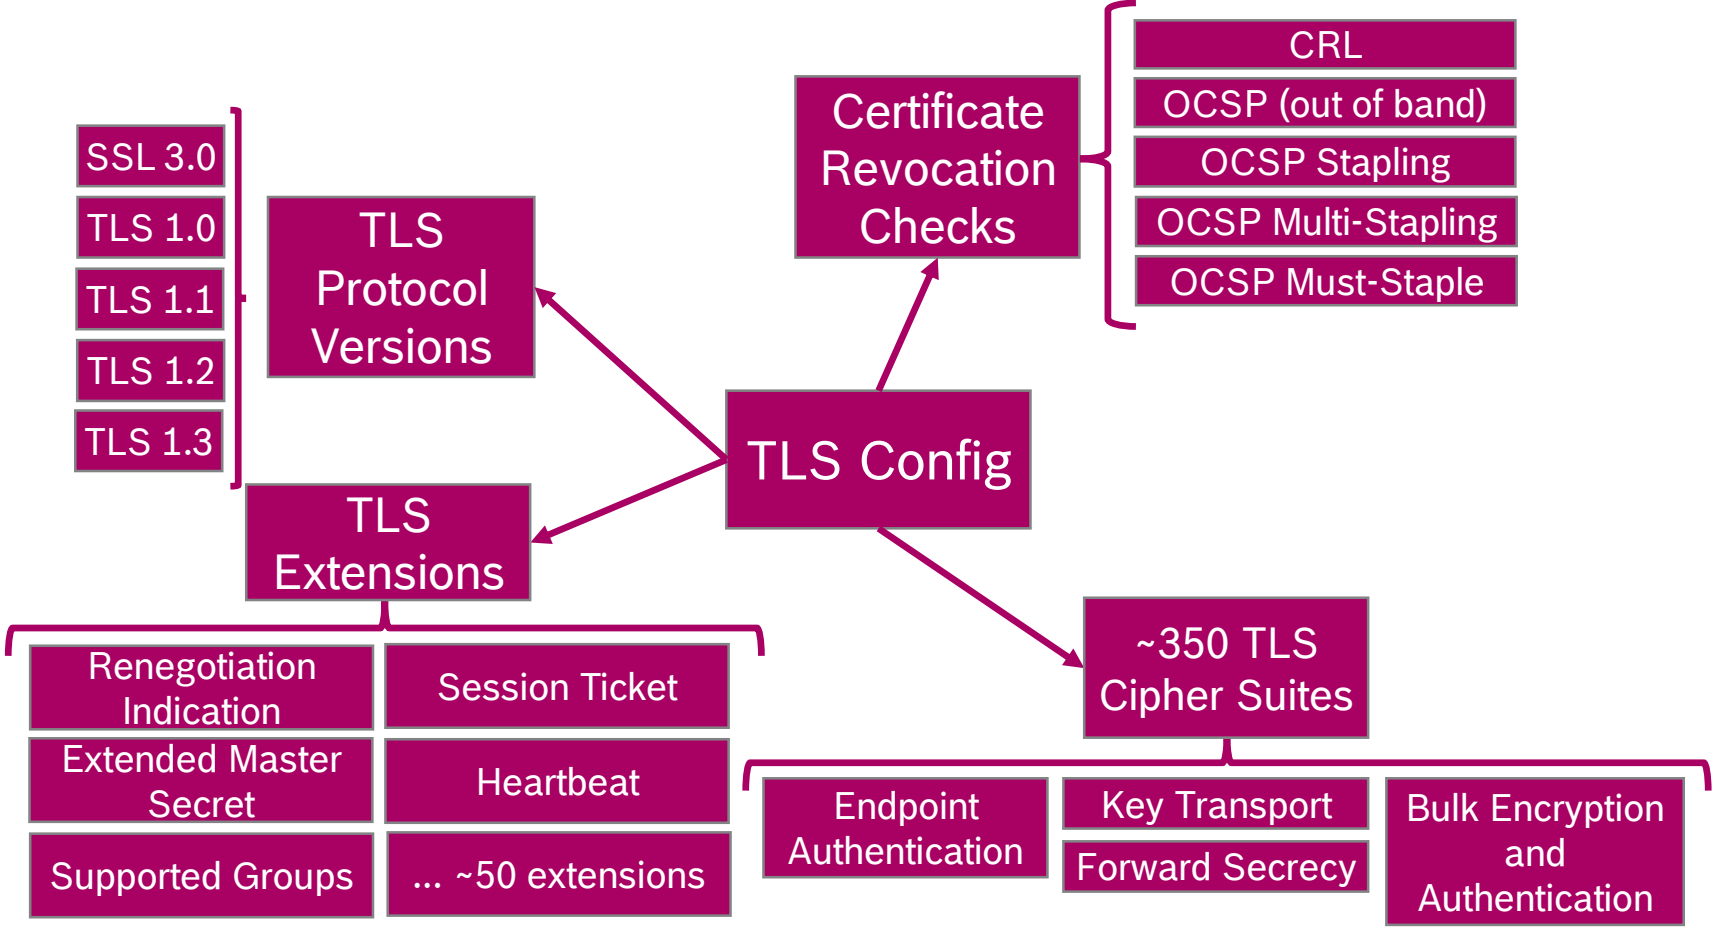 CRL
OCSP (out of band)
OCSP Stapling
OCSP Multi-Stapling
OCSP Must-Staple
Certificate
Revocation
Checks
SSL 3.0
TLS 1.0
TLS 1.1
TLS 1.2
TLS 1.3
TLS
Protocol
Versions
TLS Config
TLS
Extensions
Renegotiation
Indication
Session Ticket
Extended Master
Secret
Heartbeat
Supported Groups
... ~50 extensions
~350 TLS
Cipher Suites
Endpoint
Authentication
Key Transport
Forward Secrecy
Bulk Encryption
and
Authentication